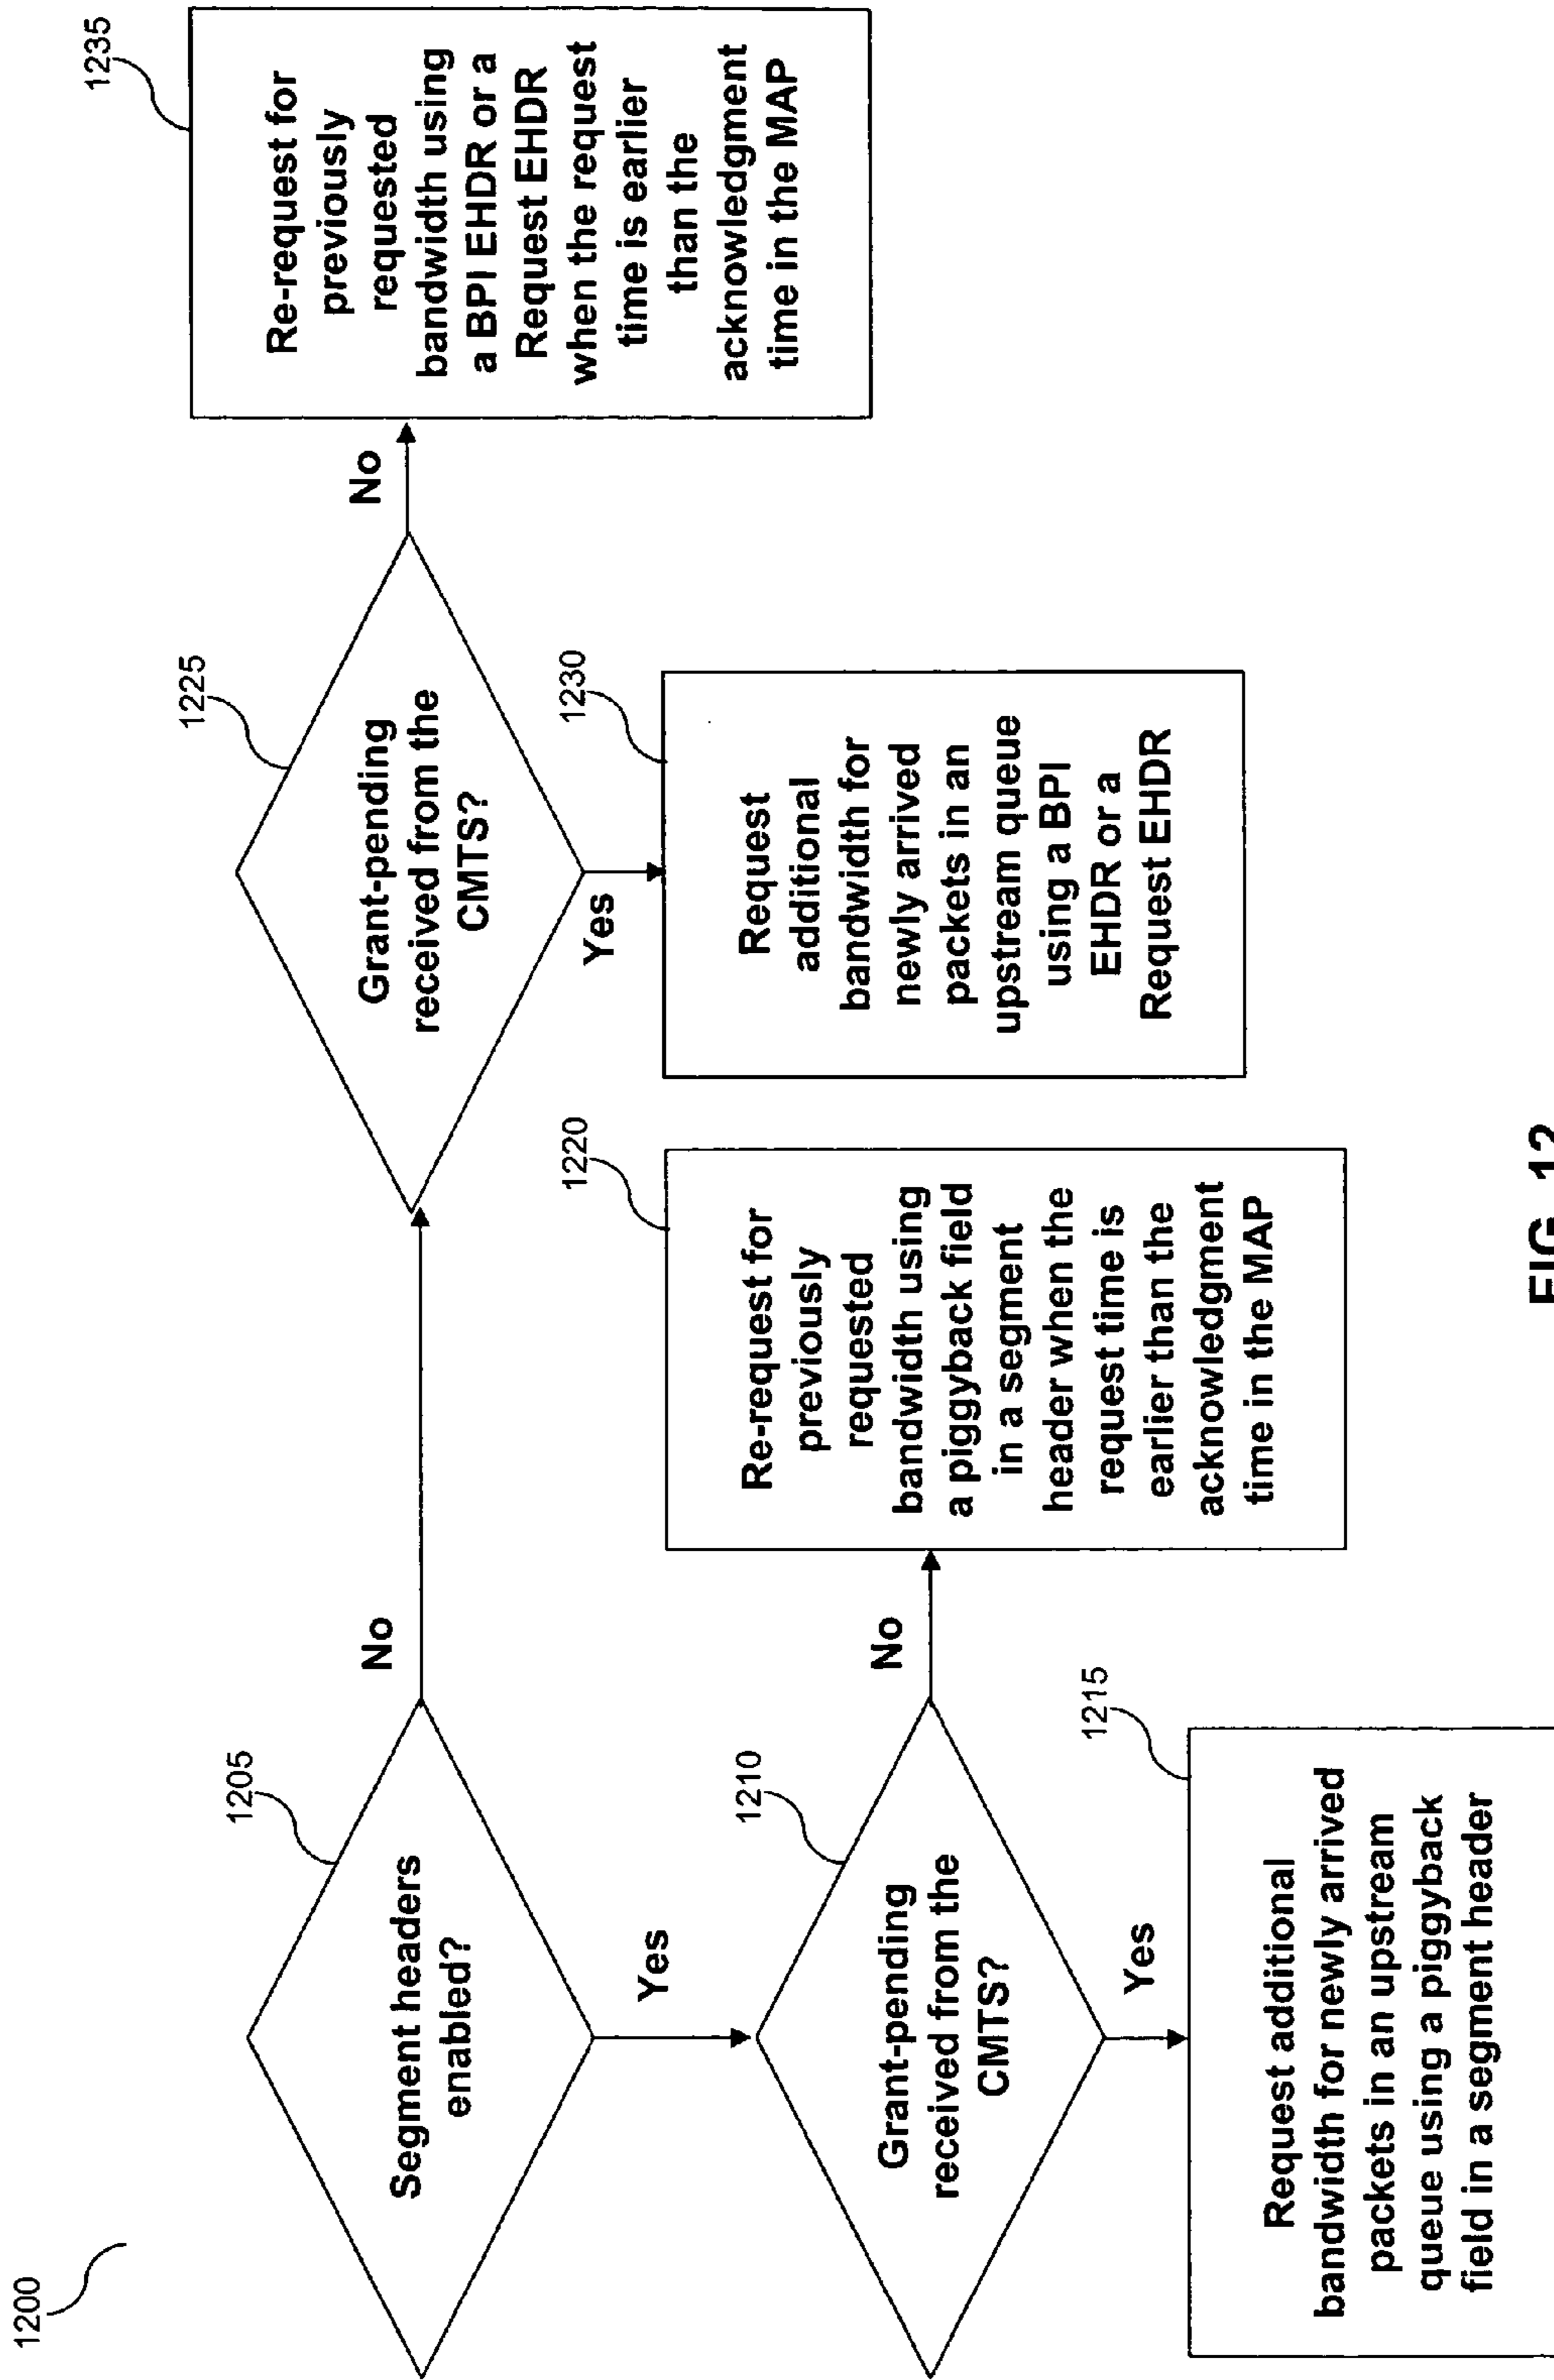 1200
1205
Segment headers
enabled?
No
Yes
1210
Grant-pending
received from the
CMTS?
No
Yes
1215
Request additional
bandwidth for newly arrived
packets in an upstream
queue using a piggyback
field in a segment header
1220
Re-request for
previously
requested
bandwidth using
a piggyback field
in a segment
header when the
request time is
earlier than the
acknowledgment
time in the MAP
1225
Grant-pending
received from the
CMTS?
No
Yes
1230
Request
additional
bandwidth for
newly arrived
packets in an
upstream queue
using a BPI
EHDR or a
Request EHDR
1235
Re-request for
previously
requested
bandwidth using
a BPI EHDR or a
Request EHDR
when the request
time is earlier
than the
acknowledgment
time in the MAP
FIG. 12